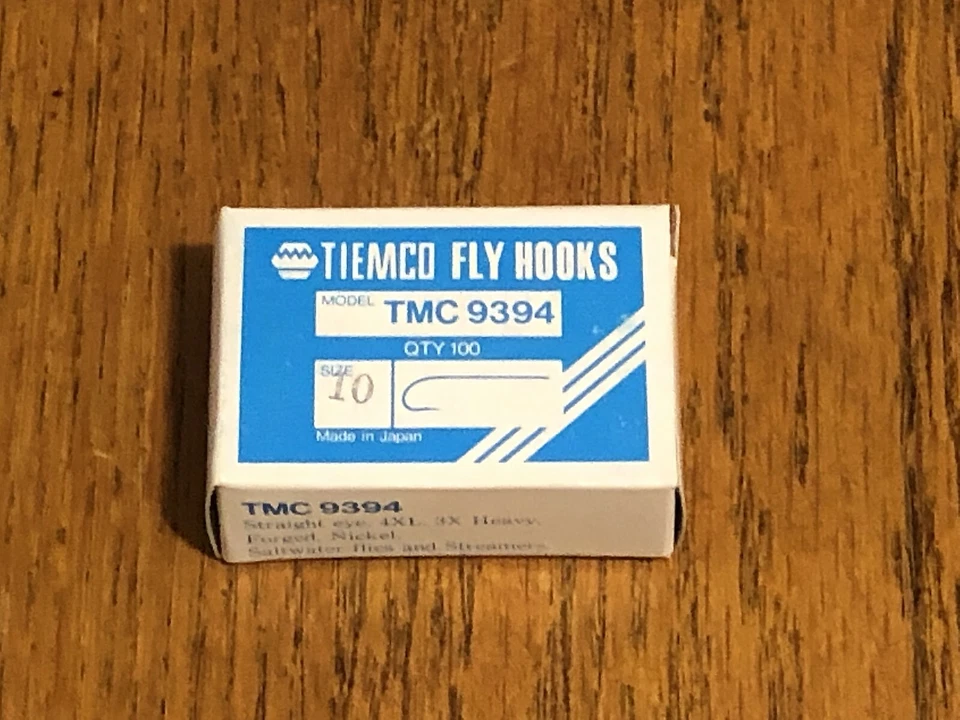 TIEMCO FLY HOOKS
MODEL TMC 9394
QTY 100
SIZE
10
Made in Japan
TMC 9394
Straight eye, 4XL, 3X Heavy,
Forged, Nickel.
Saltwater flies and Streamers.